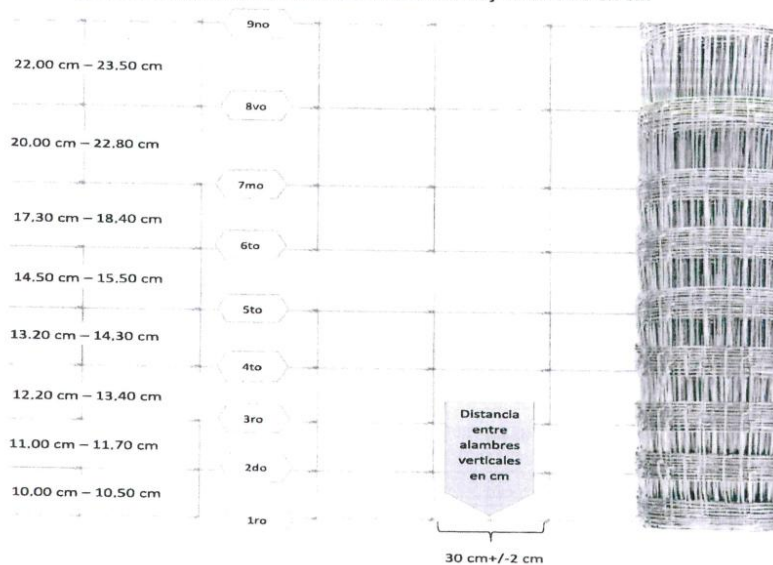 9no
22,00 cm – 23,50 cm
8vo
20.00 cm – 22.80 cm
7mo
17.30 cm – 18,40 cm
6to
14.50 cm – 15.50 cm
5to
13.20 cm – 14,30 cm
4to
12.20 cm – 13,40 cm
3ro
11.00 cm – 11.70 cm
2do
10.00 cm – 10.50 cm
1ro
Distancia
entre
alambres
verticales
en cm
30 cm+/-2 cm